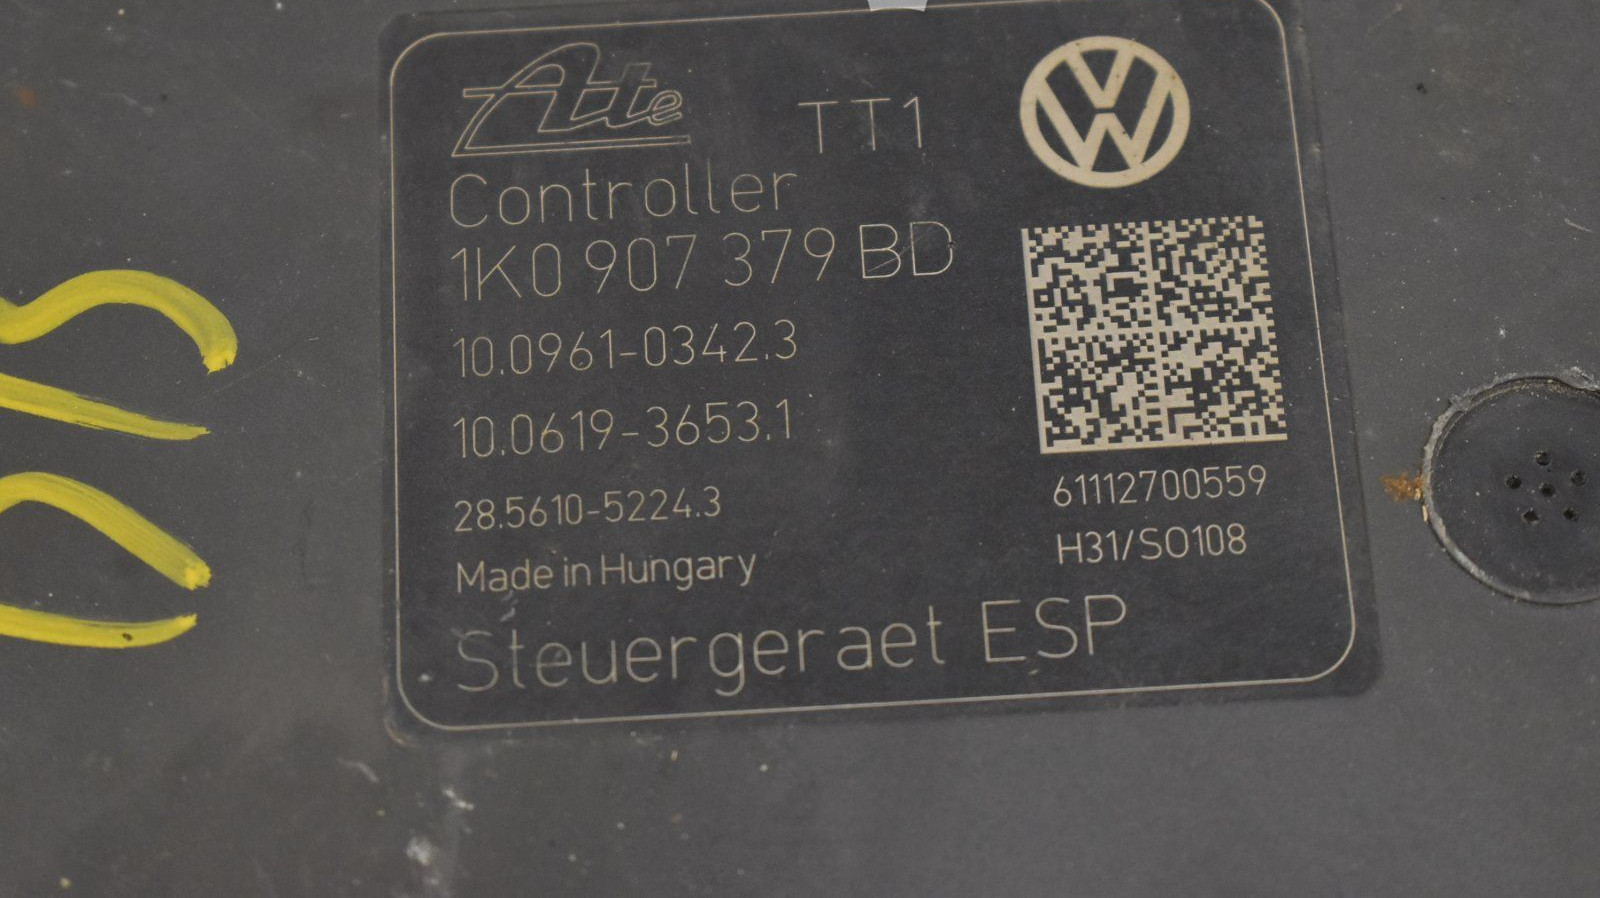 Ate TT1
Controller
1K0 907 379 BD
10.0961-0342.3
10.0619-3653.1
28.5610-5224.3
Made in Hungary
Steuergeraet ESP
61112700559
H31/SO108